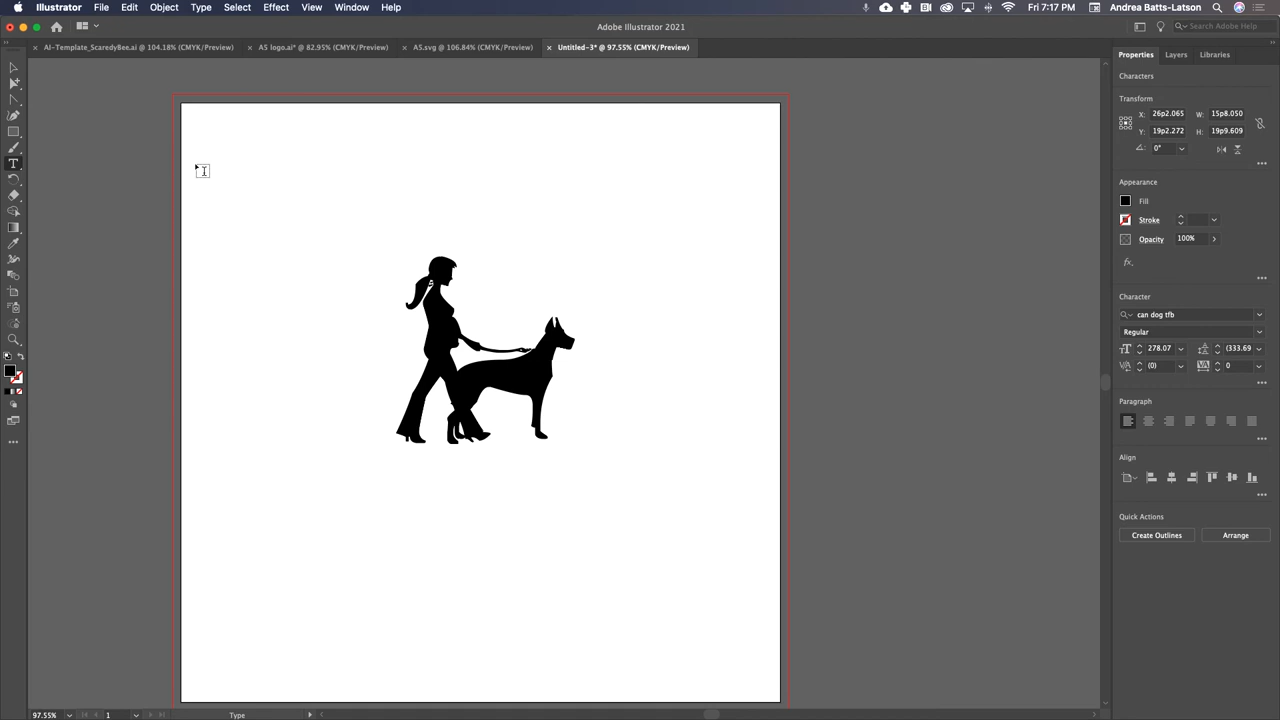 Illustrator File Edit Object Type Select Effect View Window Help
Fri 7:17 PM Andrea Batts-Latson
Adobe Illustrator 2021
Search Adobe Help
AI-Template_ScaredyBee.ai @ 104.18% (CMYK/Preview)
A5 logo.ai* @ 82.95% (CMYK/Preview)
A5.svg @ 106.84% (CMYK/Preview)
Untitled-3* @ 97.55% (CMYK/Preview)
Properties Layers Libraries
Characters
Transform
X: 26p2.065 W: 15p8.050
Y: 19p2.272 H: 19p9.609
0°
Appearance
Fill
Stroke
Opacity 100%
fx
Character
can dog tfb
Regular
278.07 (333.69
(0) 0
Paragraph
Align
Quick Actions
Create Outlines Arrange
97.55% 1 Type